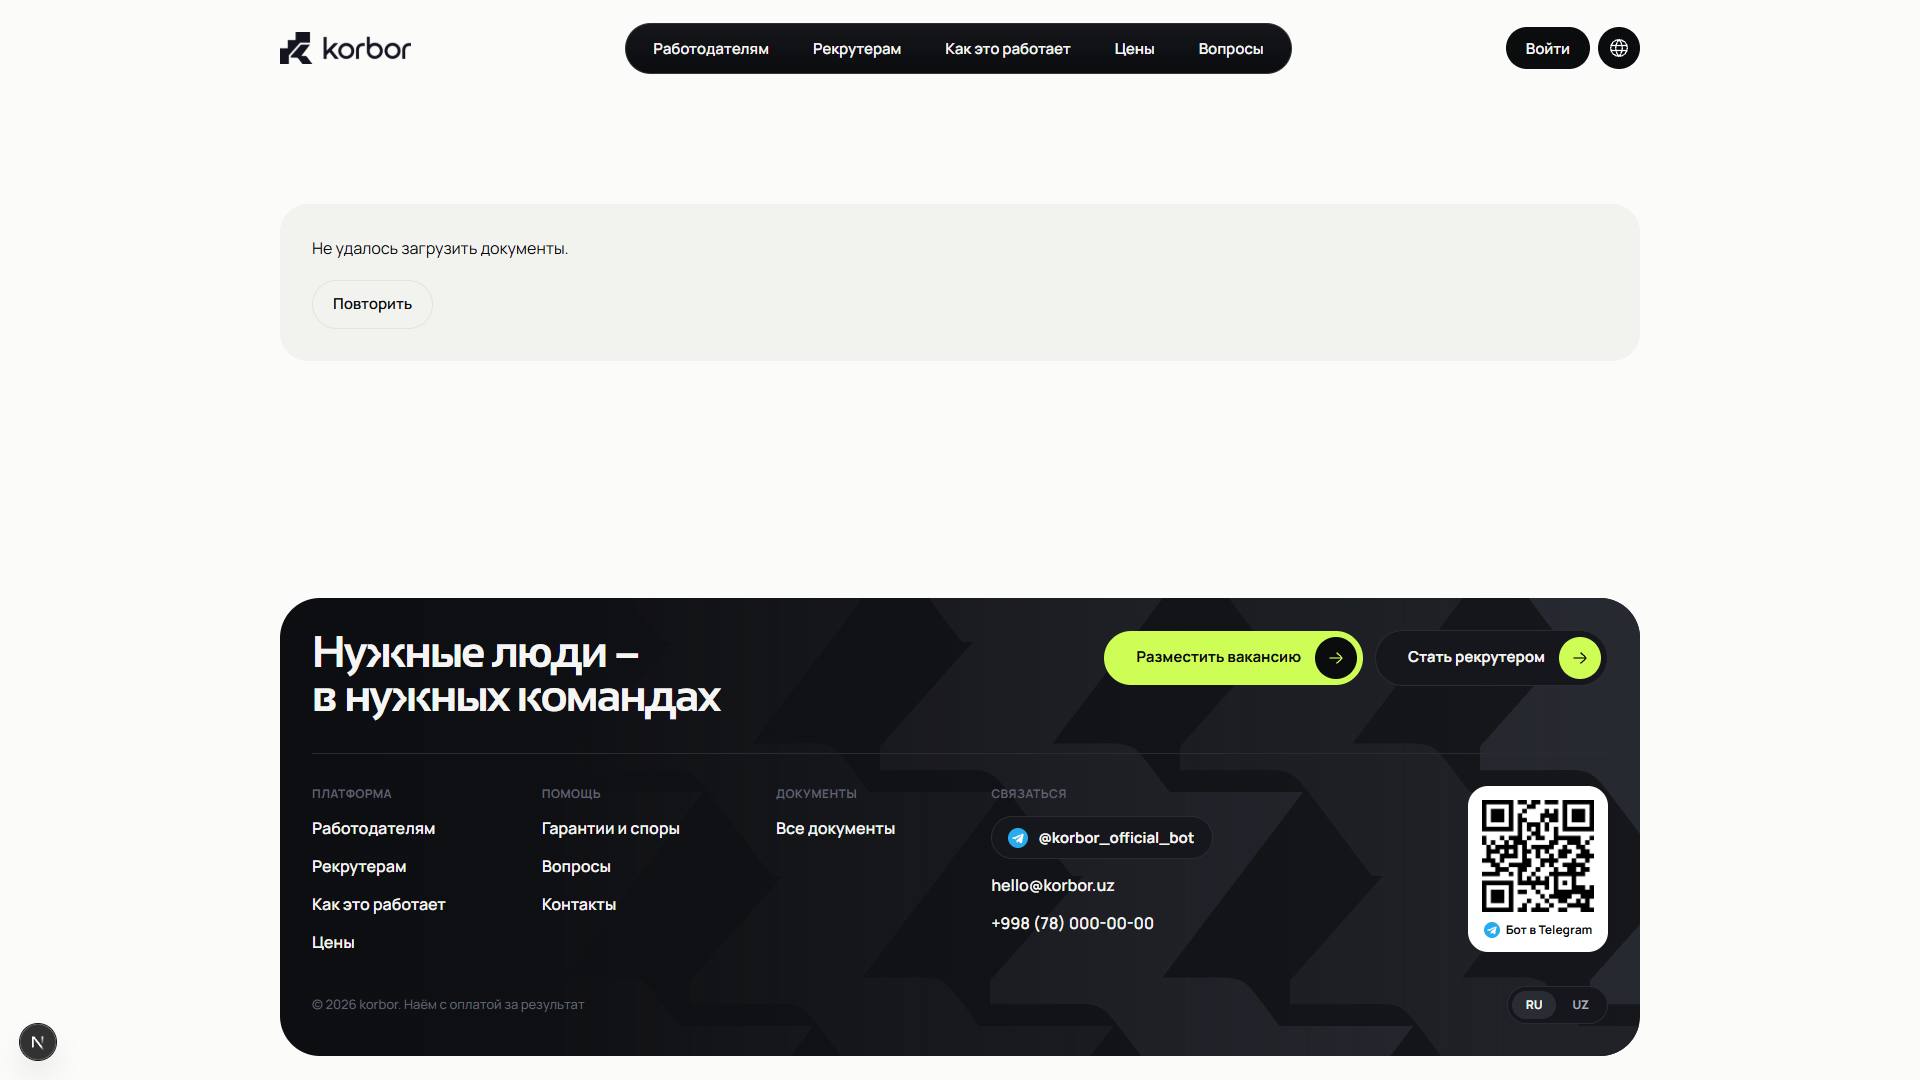 korbor
Работодателям
Рекрутерам
Как это работает
Цены
Вопросы
Войти
Не удалось загрузить документы.
Повторить
Нужные люди –
в нужных командах
Разместить вакансию
Стать рекрутером
ПЛАТФОРМА
Работодателям
Рекрутерам
Как это работает
Цены
ПОМОЩЬ
Гарантии и споры
Вопросы
Контакты
ДОКУМЕНТЫ
Все документы
СВЯЗАТЬСЯ
@korbor_official_bot
hello@korbor.uz
+998 (78) 000-00-00
Бот в Telegram
© 2026 korbor. Наём с оплатой за результат
RU
UZ
N